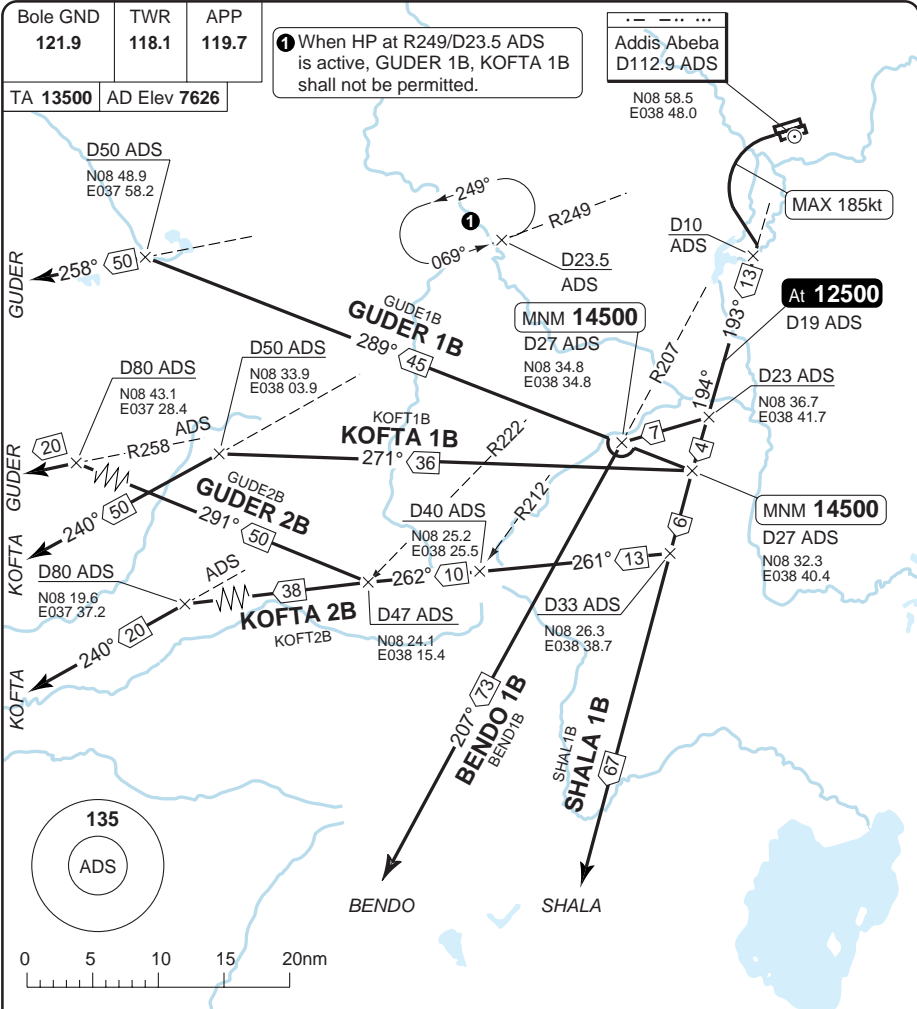 Bole GND
121.9
TWR
118.1
APP
119.7
TA 13500
AD Elev 7626
1 When HP at R249/D23.5 ADS
is active, GUDER 1B, KOFTA 1B
shall not be permitted.
Addis Abeba
D112.9 ADS
N08 58.5
E038 48.0
MAX 185kt
D10
ADS
13
193°
At 12500
D19 ADS
194°
D23 ADS
N08 36.7
E038 41.7
D50 ADS
N08 48.9
E037 58.2
258°
50
GUDER
249°
1
069°
R249
D23.5
ADS
MNM 14500
D27 ADS
N08 34.8
E038 34.8
R207
GUDE1B
GUDER 1B
289°
45
7
4
D80 ADS
N08 43.1
E037 28.4
D50 ADS
N08 33.9
E038 03.9
20
R258
ADS
GUDER
KOFT1B
KOFTA 1B
271°
36
R222
R212
MNM 14500
D27 ADS
N08 32.3
E038 40.4
GUDE2B
GUDER 2B
291°
50
240°
50
KOFTA
D40 ADS
N08 25.2
E038 25.5
6
261°
13
262°
10
D80 ADS
N08 19.6
E037 37.2
ADS
38
KOFTA 2B
KOFT2B
D47 ADS
N08 24.1
E038 15.4
D33 ADS
N08 26.3
E038 38.7
240°
20
KOFTA
207°
73
BENDO 1B
BEND1B
SHAL1B
SHALA 1B
67
135
ADS
BENDO
SHALA
0 5 10 15 20nm